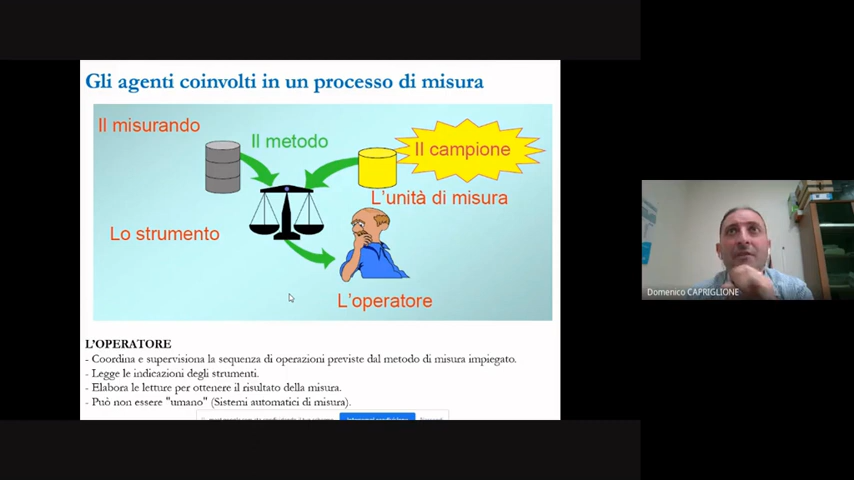 Gli agenti coinvolti in un processo di misura
Il misurando
Il metodo
Il campione
L'unità di misura
Lo strumento
L'operatore
L'OPERATORE
- Coordina e supervisiona la sequenza di operazioni previste dal metodo di misura impiegato.
- Legge le indicazioni degli strumenti.
- Elabora le letture per ottenere il risultato della misura.
- Può non essere "umano" (Sistemi automatici di misura).
Domenico CAPRIGLIONE